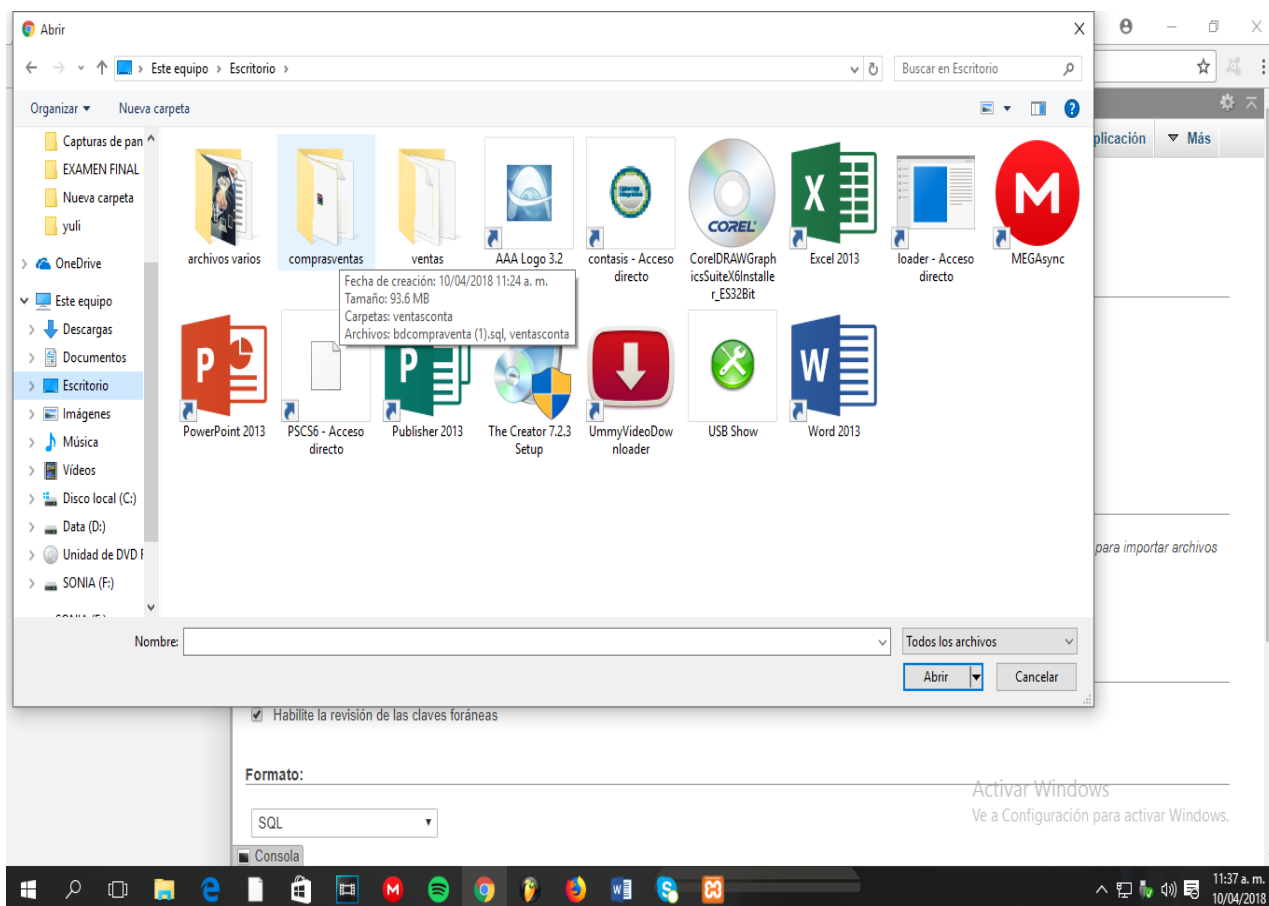 Abrir
Este equipo > Escritorio >
Buscar en Escritorio
Organizar
Nueva carpeta
Capturas de pan
EXAMEN FINAL
Nueva carpeta
yuli
OneDrive
Este equipo
Descargas
Documentos
Escritorio
Imágenes
Música
Vídeos
Disco local (C:)
Data (D:)
Unidad de DVD
SONIA (F:)
archivos varios
comprasventas
ventas
AAA Logo 3.2
contasis - Acceso
directo
COREL
CorelDRAWGraph
icsSuiteX6Installe
r_ES32Bit
Excel 2013
loader - Acceso
directo
MEGAsync
Fecha de creación: 10/04/2018 11:24 a. m.
Tamaño: 93.6 MB
Carpetas: ventasconta
Archivos: bdcompraventa (1).sql, ventasconta
PowerPoint 2013
PSCS6 - Acceso
directo
Publisher 2013
The Creator 7.2.3
Setup
UmmyVideoDow
nloader
USB Show
Word 2013
Nombre:
Todos los archivos
Abrir
Cancelar
plicación
Más
para importar archivos
Habilite la revisión de las claves foráneas
Formato:
SQL
Consola
Activar Windows
Ve a Configuración para activar Windows.
11:37 a. m.
10/04/2018